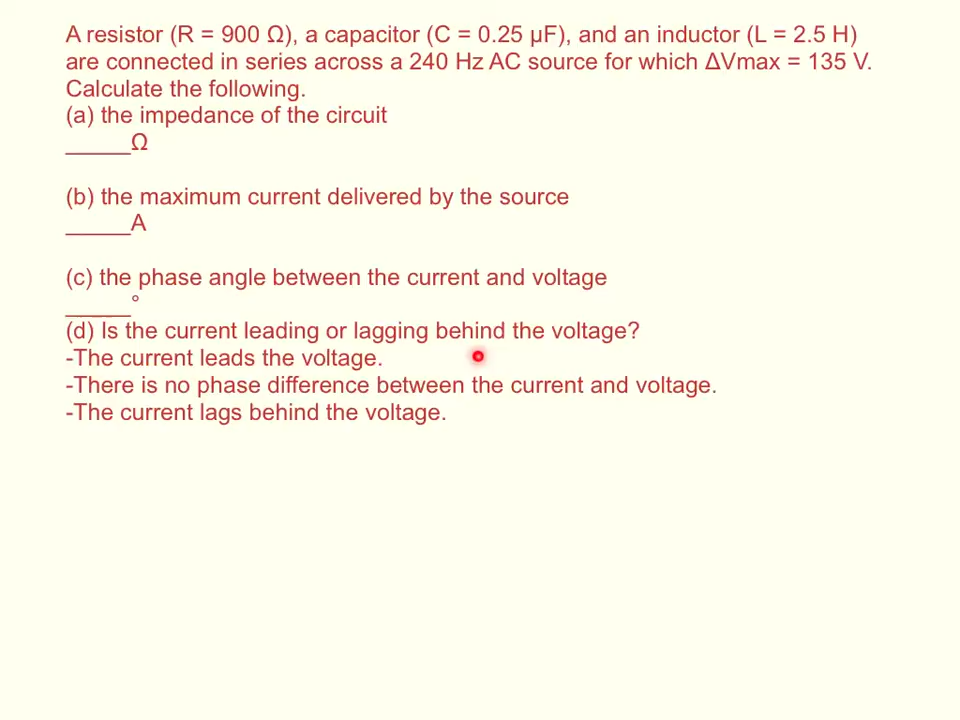 A resistor (R = 900 Ω), a capacitor (C = 0.25 μF), and an inductor (L = 2.5 H)
are connected in series across a 240 Hz AC source for which ΔVmax = 135 V.
Calculate the following.
(a) the impedance of the circuit
_____Ω
(b) the maximum current delivered by the source
_____A
(c) the phase angle between the current and voltage
_____°
(d) Is the current leading or lagging behind the voltage?
-The current leads the voltage.
-There is no phase difference between the current and voltage.
-The current lags behind the voltage.